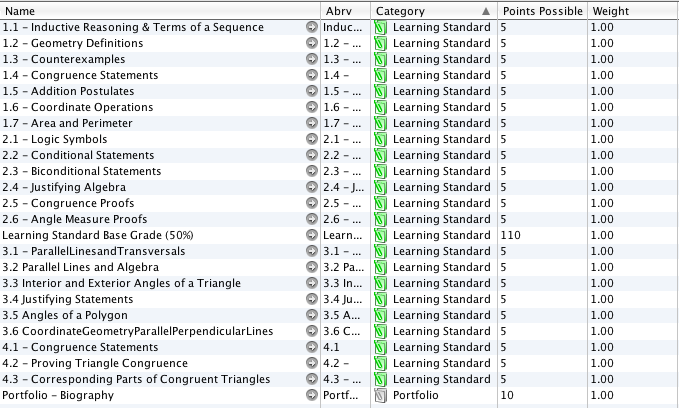 Name Abrv Category Points Possible Weight
1.1 – Inductive Reasoning & Terms of a Sequence Induc... Learning Standard 5 1.00
1.2 – Geometry Definitions 1.2 – ... Learning Standard 5 1.00
1.3 – Counterexamples 1.3 – ... Learning Standard 5 1.00
1.4 – Congruence Statements 1.4 – Learning Standard 5 1.00
1.5 – Addition Postulates 1.5 – ... Learning Standard 5 1.00
1.6 – Coordinate Operations 1.6 – ... Learning Standard 5 1.00
1.7 – Area and Perimeter 1.7 – ... Learning Standard 5 1.00
2.1 – Logic Symbols 2.1 – ... Learning Standard 5 1.00
2.2 – Conditional Statements 2.2 – ... Learning Standard 5 1.00
2.3 – Biconditional Statements 2.3 – ... Learning Standard 5 1.00
2.4 – Justifying Algebra 2.4 – J... Learning Standard 5 1.00
2.5 – Congruence Proofs 2.5 – ... Learning Standard 5 1.00
2.6 – Angle Measure Proofs 2.6 – ... Learning Standard 5 1.00
Learning Standard Base Grade (50%) Learn... Learning Standard 110 1.00
3.1 – ParallelLinesandTransversals 3.1 – ... Learning Standard 5 1.00
3.2 Parallel Lines and Algebra 3.2 Pa... Learning Standard 5 1.00
3.3 Interior and Exterior Angles of a Triangle 3.3 In... Learning Standard 5 1.00
3.4 Justifying Statements 3.4 Ju... Learning Standard 5 1.00
3.5 Angles of a Polygon 3.5 A... Learning Standard 5 1.00
3.6 CoordinateGeometryParallelPerpendicularLines 3.6 C... Learning Standard 5 1.00
4.1 – Congruence Statements 4.1 Learning Standard 5 1.00
4.2 – Proving Triangle Congruence 4.2 – Learning Standard 5 1.00
4.3 – Corresponding Parts of Congruent Triangles 4.3 – ... Learning Standard 5 1.00
Portfolio – Biography Portf... Portfolio 10 1.00